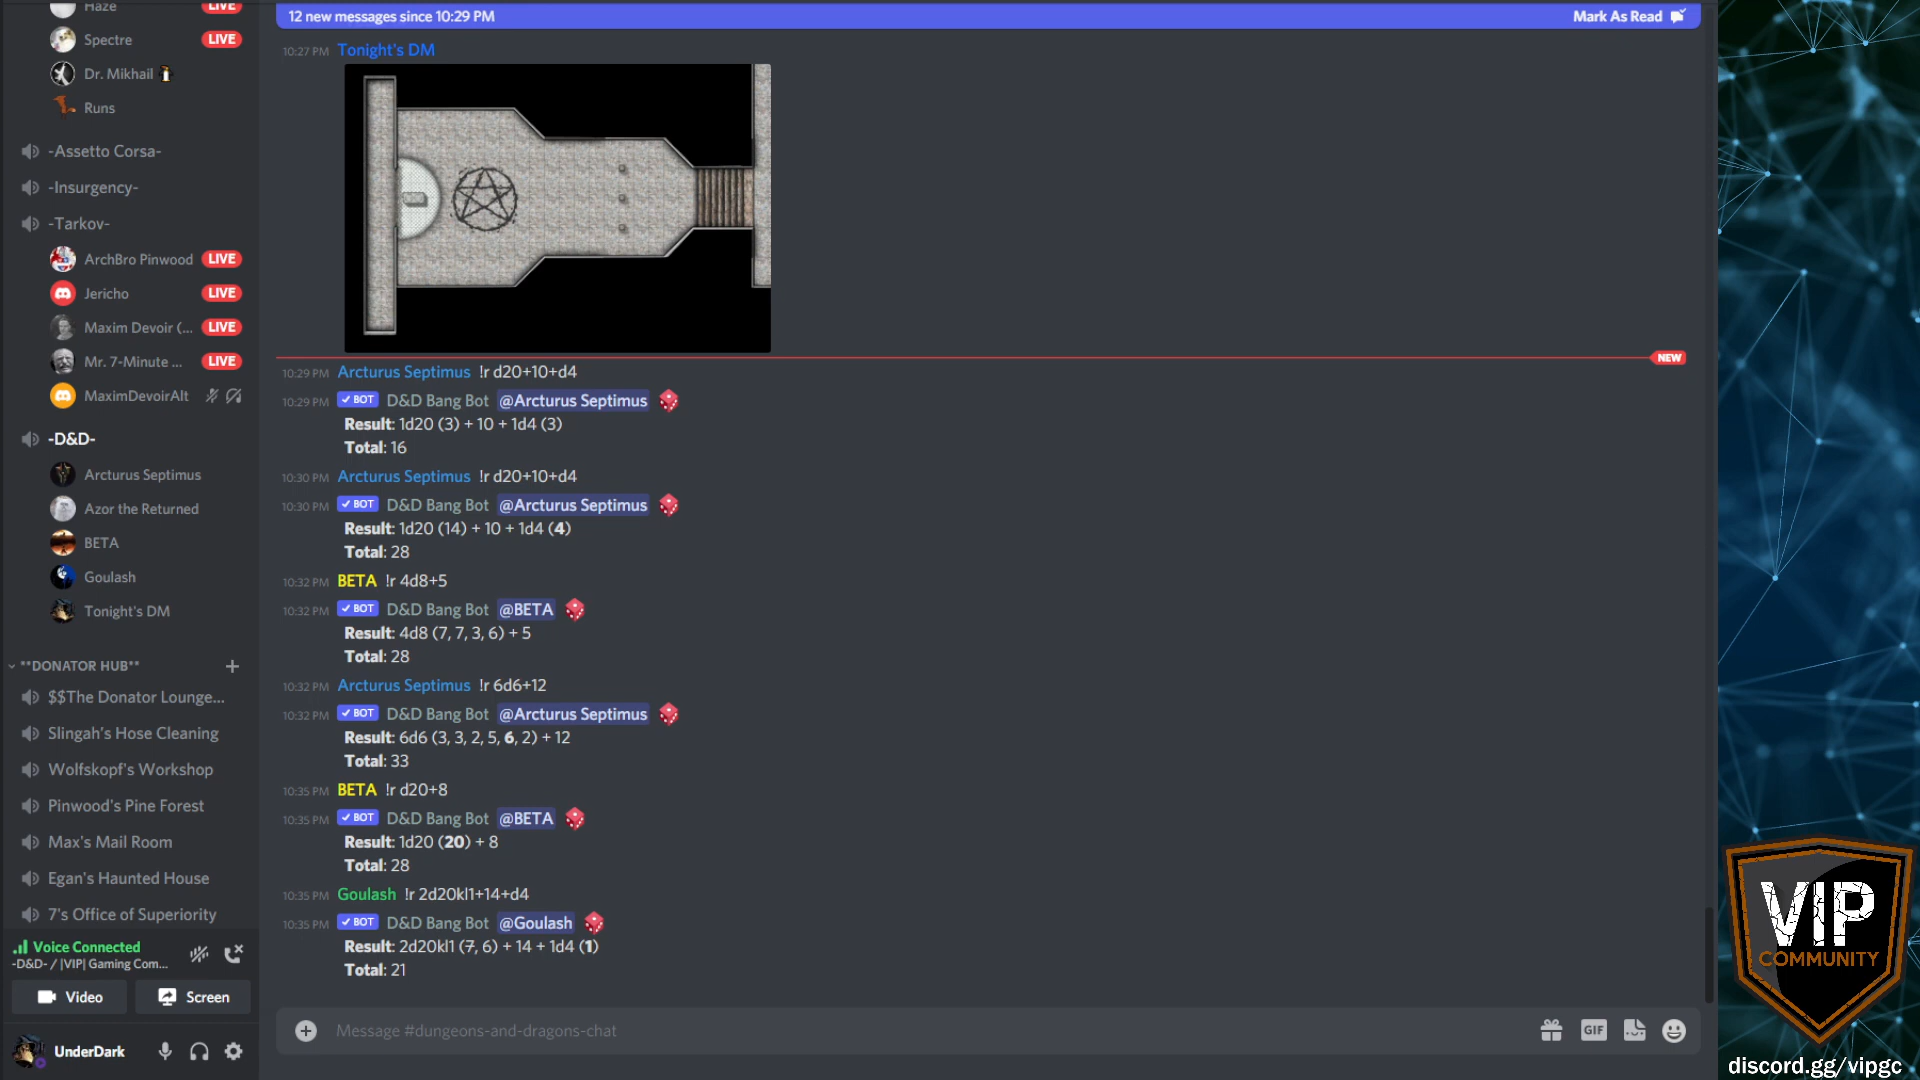 Haze LIVE
Spectre LIVE
Dr. Mikhail
Runs
-Assetto Corsa-
-Insurgency-
-Tarkov-
ArchBro Pinwood LIVE
Jericho LIVE
Maxim Devoir (... LIVE
Mr. 7-Minute ... LIVE
MaximDevoirAlt
-D&D-
Arcturus Septimus
Azor the Returned
BETA
Goulash
Tonight's DM
**DONATOR HUB**
$$The Donator Lounge...
Slingah's Hose Cleaning
Wolfskopf's Workshop
Pinwood's Pine Forest
Max's Mail Room
Egan's Haunted House
7's Office of Superiority
Voice Connected
-D&D- / |VIP| Gaming Com...
Video Screen
UnderDark
12 new messages since 10:29 PM Mark As Read
10:27 PM Tonight's DM
NEW
10:29 PM Arcturus Septimus !r d20+10+d4
10:29 PM BOT D&D Bang Bot @Arcturus Septimus
Result: 1d20 (3) + 10 + 1d4 (3)
Total: 16
10:30 PM Arcturus Septimus !r d20+10+d4
10:30 PM BOT D&D Bang Bot @Arcturus Septimus
Result: 1d20 (14) + 10 + 1d4 (4)
Total: 28
10:32 PM BETA !r 4d8+5
10:32 PM BOT D&D Bang Bot @BETA
Result: 4d8 (7, 7, 3, 6) + 5
Total: 28
10:32 PM Arcturus Septimus !r 6d6+12
10:32 PM BOT D&D Bang Bot @Arcturus Septimus
Result: 6d6 (3, 3, 2, 5, 6, 2) + 12
Total: 33
10:35 PM BETA !r d20+8
10:35 PM BOT D&D Bang Bot @BETA
Result: 1d20 (20) + 8
Total: 28
10:35 PM Goulash !r 2d20kl1+14+d4
10:35 PM BOT D&D Bang Bot @Goulash
Result: 2d20kl1 (7, 6) + 14 + 1d4 (1)
Total: 21
Message #dungeons-and-dragons-chat
GIF
VIP
COMMUNITY
discord.gg/vipgc